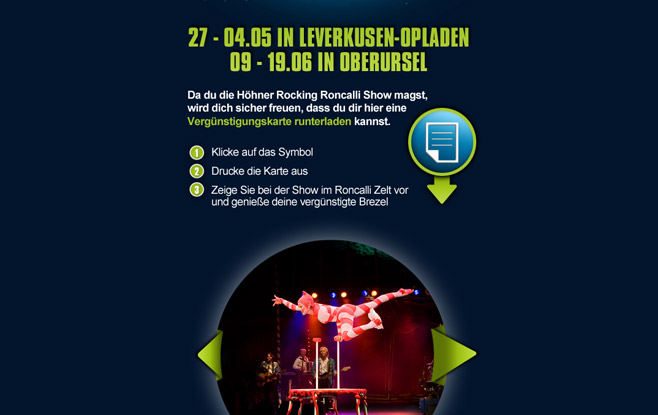 27 - 04.05 IN LEVERKUSEN-OPLADEN
09 - 19.06 IN OBERURSEL
Da du die Höhner Rocking Roncalli Show magst,
wird dich sicher freuen, dass du dir hier eine
Vergünstigungskarte runterladen kannst.
1 Klicke auf das Symbol
2 Drucke die Karte aus
3 Zeige Sie bei der Show im Roncalli Zelt vor
und genieße deine vergünstigte Brezel